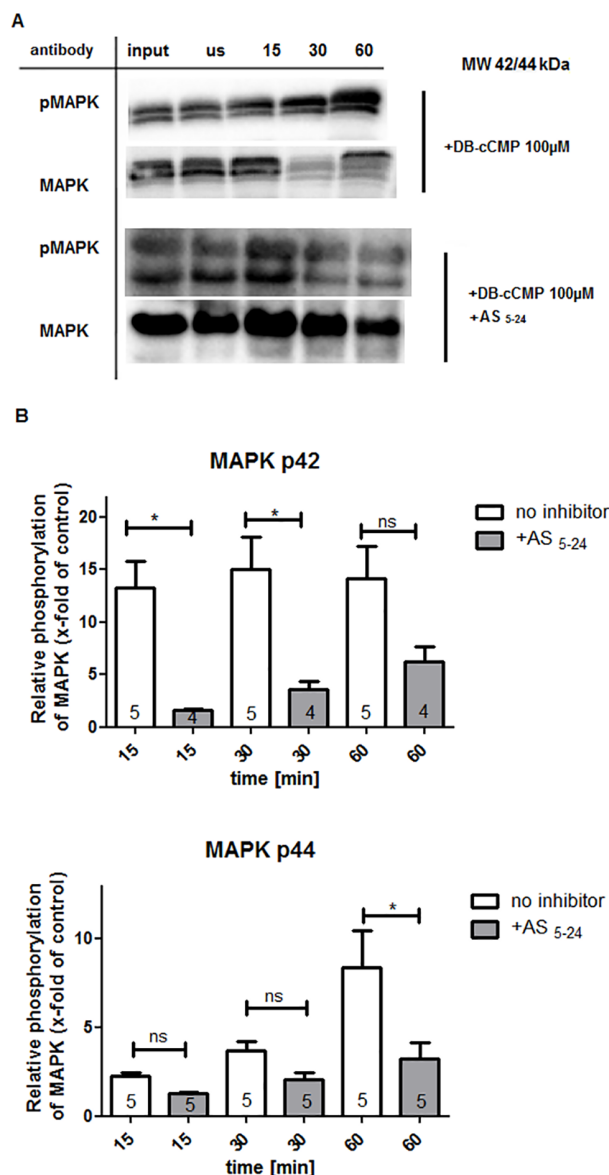 A
antibody input us 15 30 60 MW 42/44 kDa
pMAPK
+DB-cCMP 100µM
MAPK
pMAPK
+DB-cCMP 100µM
+AS 5-24
MAPK
B
MAPK p42
Relative phosphorylation
of MAPK (x-fold of control)
20
15
10
5
0
* * ns
5 4 5 4 5 4
15 15 30 30 60 60
time [min]
no inhibitor
+AS 5-24
MAPK p44
Relative phosphorylation
of MAPK (x-fold of control)
10
5
0
ns ns *
5 5 5 5 5 5
15 15 30 30 60 60
time [min]
no inhibitor
+AS 5-24